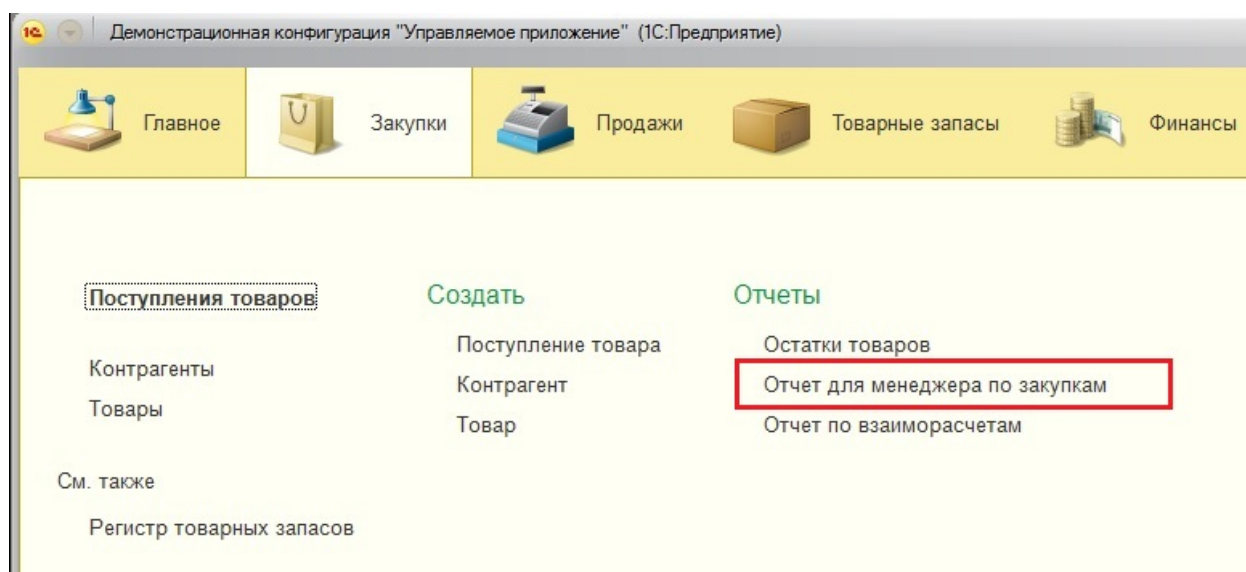 1С Демонстрационная конфигурация "Управляемое приложение" (1С:Предприятие)
Главное Закупки Продажи Товарные запасы Финансы
Поступления товаров
Контрагенты
Товары
См. также
Регистр товарных запасов
Создать
Поступление товара
Контрагент
Товар
Отчеты
Остатки товаров
Отчет для менеджера по закупкам
Отчет по взаиморасчетам